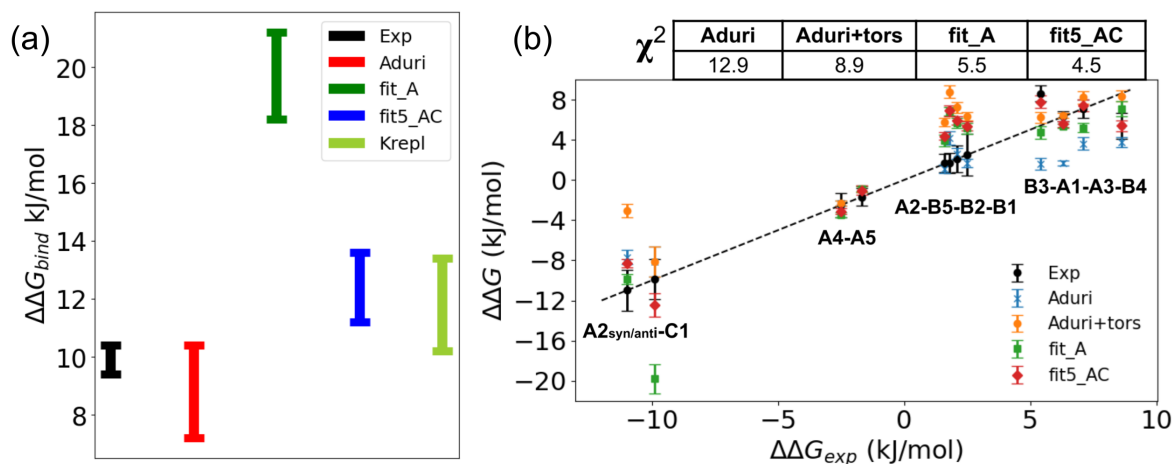 (a)
ΔΔG_bind kJ/mol
20
18
16
14
12
10
8
Exp
Aduri
fit_A
fit5_AC
Krepl
(b)
χ²
Aduri Aduri+tors fit_A fit5_AC
12.9 8.9 5.5 4.5
ΔΔG (kJ/mol)
8
4
0
−4
−8
−12
−16
−20
B3-A1-A3-B4
A2-B5-B2-B1
A4-A5
A2syn/anti-C1
Exp
Aduri
Aduri+tors
fit_A
fit5_AC
−10 −5 0 5 10
ΔΔG_exp (kJ/mol)